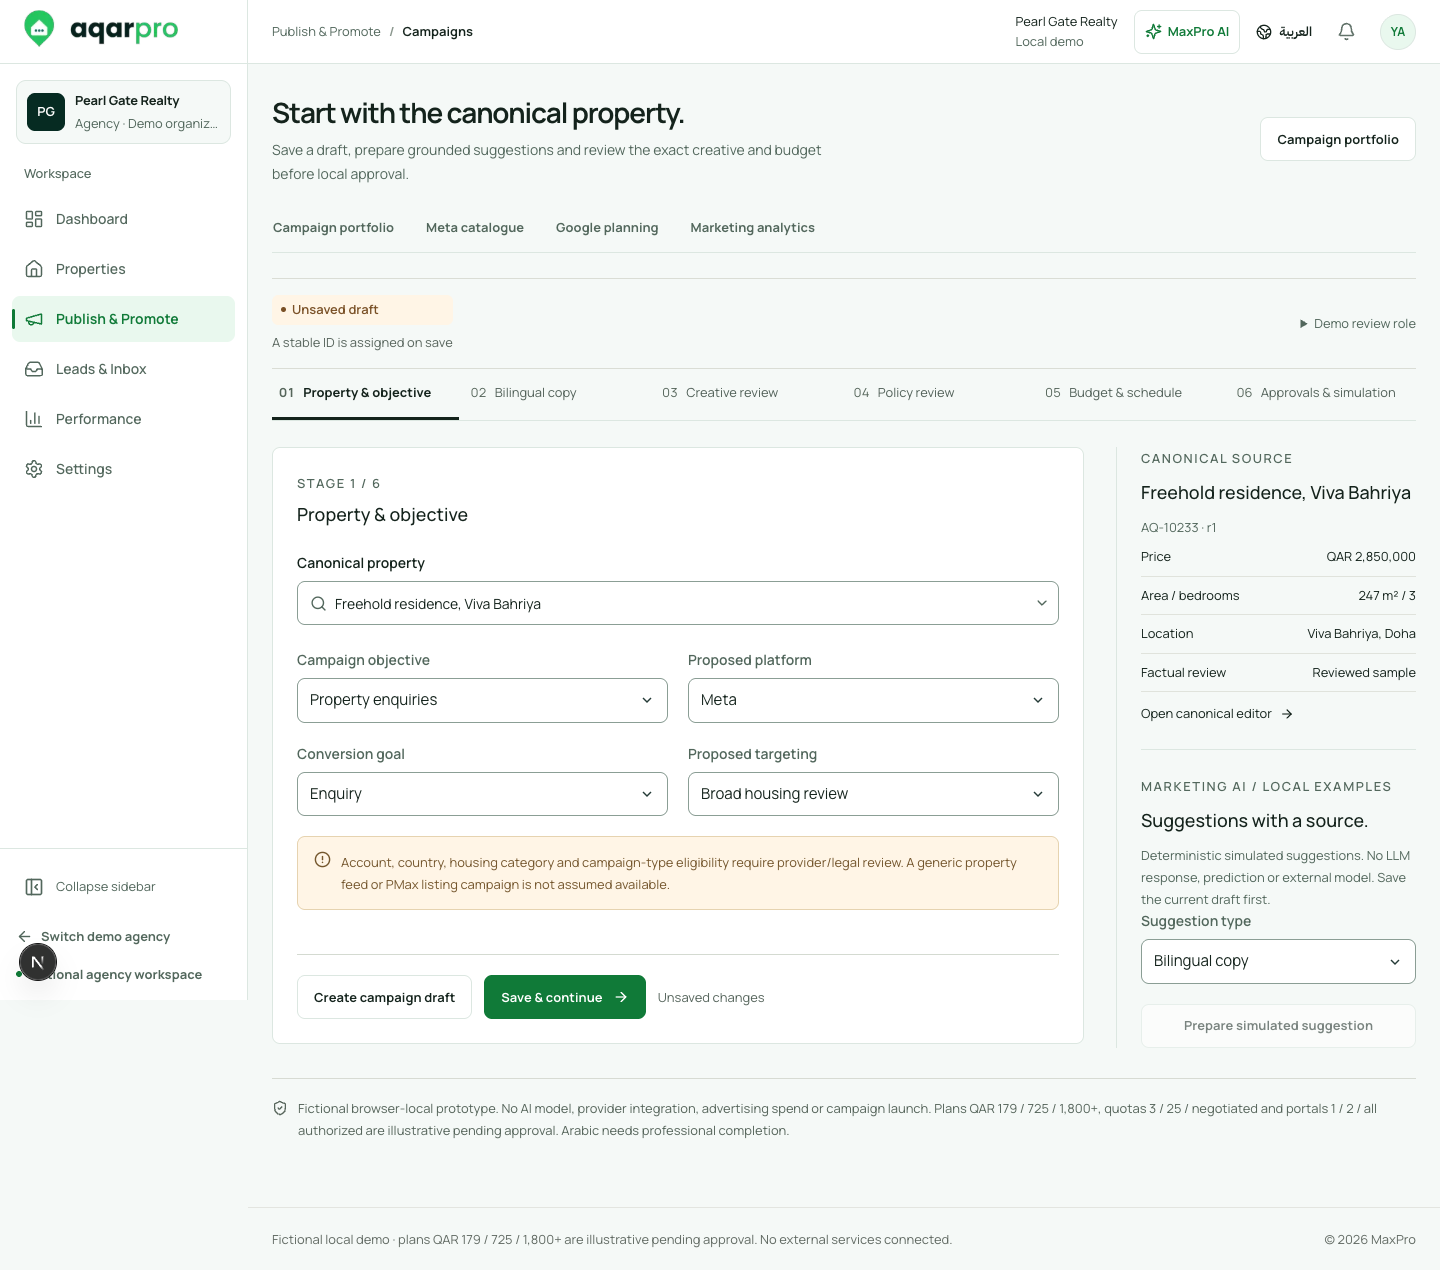 aqarpro
Publish & Promote / Campaigns
Pearl Gate Realty
Local demo
MaxPro AI
العربية
YA
PG
Pearl Gate Realty
Agency · Demo organiz...
Workspace
Dashboard
Properties
Publish & Promote
Leads & Inbox
Performance
Settings
Collapse sidebar
Switch demo agency
N
tional agency workspace
Start with the canonical property.
Save a draft, prepare grounded suggestions and review the exact creative and budget
before local approval.
Campaign portfolio
Campaign portfolio
Meta catalogue
Google planning
Marketing analytics
Unsaved draft
A stable ID is assigned on save
Demo review role
01 Property & objective
02 Bilingual copy
03 Creative review
04 Policy review
05 Budget & schedule
06 Approvals & simulation
STAGE 1 / 6
Property & objective
Canonical property
Freehold residence, Viva Bahriya
Campaign objective
Property enquiries
Proposed platform
Meta
Conversion goal
Enquiry
Proposed targeting
Broad housing review
Account, country, housing category and campaign-type eligibility require provider/legal review. A generic property
feed or PMax listing campaign is not assumed available.
Create campaign draft
Save & continue
Unsaved changes
CANONICAL SOURCE
Freehold residence, Viva Bahriya
AQ-10233 · r1
Price QAR 2,850,000
Area / bedrooms 247 m² / 3
Location Viva Bahriya, Doha
Factual review Reviewed sample
Open canonical editor
MARKETING AI / LOCAL EXAMPLES
Suggestions with a source.
Deterministic simulated suggestions. No LLM
response, prediction or external model. Save
the current draft first.
Suggestion type
Bilingual copy
Prepare simulated suggestion
Fictional browser-local prototype. No AI model, provider integration, advertising spend or campaign launch. Plans QAR 179 / 725 / 1,800+, quotas 3 / 25 / negotiated and portals 1 / 2 / all
authorized are illustrative pending approval. Arabic needs professional completion.
Fictional local demo · plans QAR 179 / 725 / 1,800+ are illustrative pending approval. No external services connected.
© 2026 MaxPro